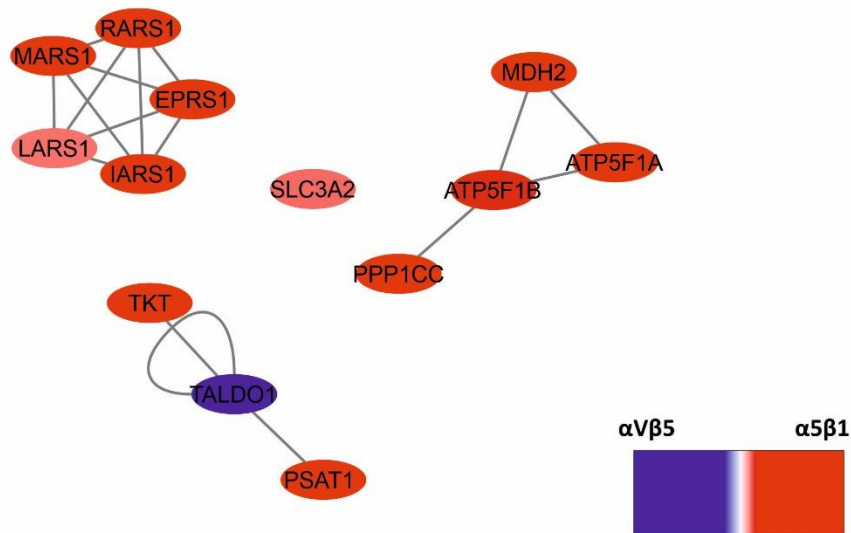 RARS1
MARS1
EPRS1
LARS1
IARS1
SLC3A2
MDH2
ATP5F1A
ATP5F1B
PPP1CC
TKT
TALDO1
PSAT1
αVβ5 α5β1